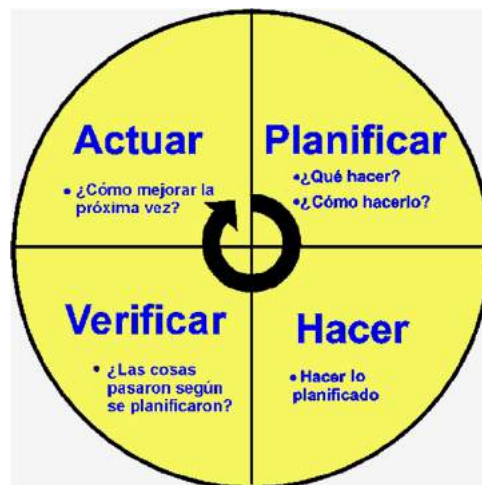 Actuar
• ¿Cómo mejorar la
próxima vez?
Planificar
•¿Qué hacer?
•¿Cómo hacerlo?
Verificar
• ¿Las cosas
pasaron según
se planificaron?
Hacer
•Hacer lo
planificado